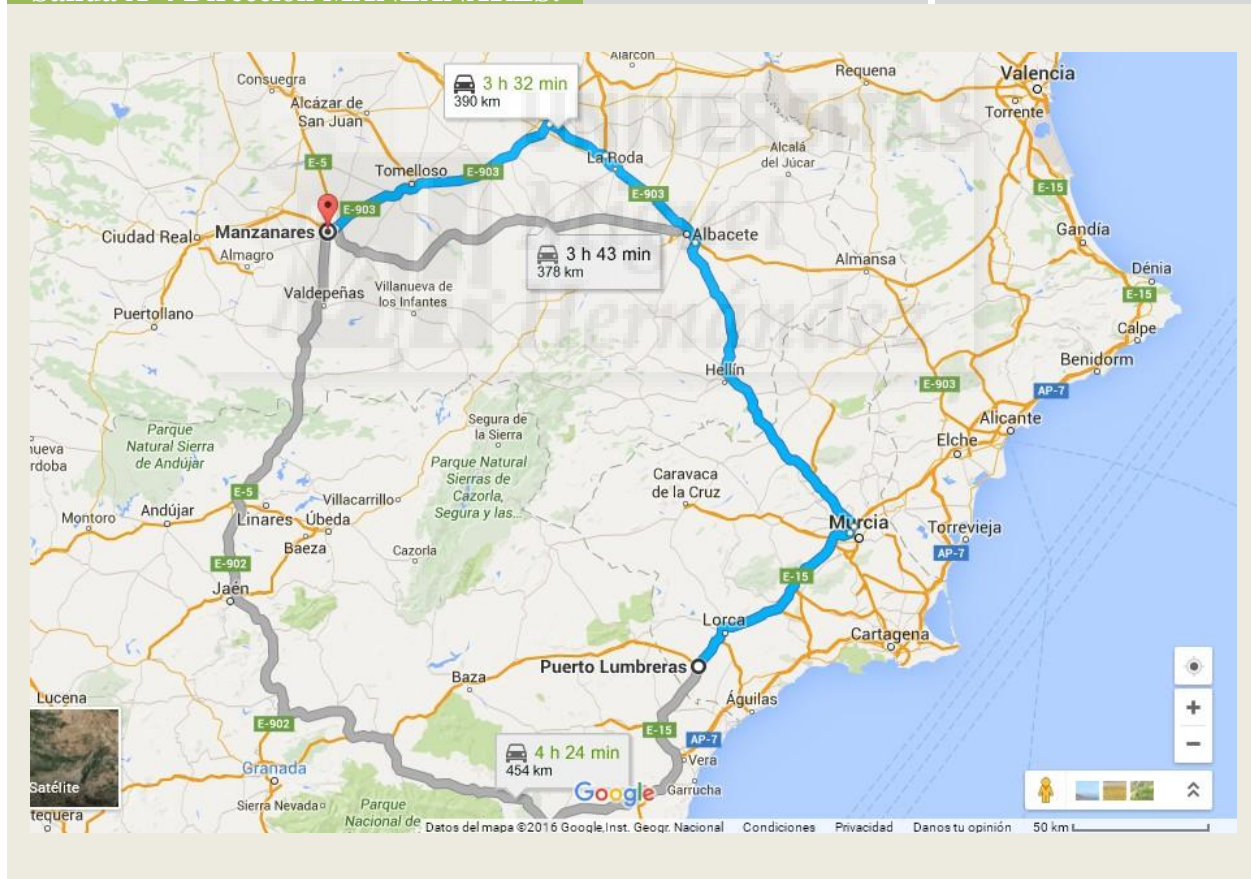 Alarcón
Consuegra
3 h 32 min
390 km
Requena
Valencia
Alcázar de
San Juan
Torrente
UNIVERSITAS
Miguel
Hernández
E-5
Tomelloso
E-903
La Roda
Alcalá
del Júcar
E-903
E-15
E-903
Ciudad Real
Manzanares
Albacete
Gandía
Almagro
3 h 43 min
378 km
Almansa
Dénia
Valdepeñas
Villanueva de
los Infantes
E-15
Puertollano
Calpe
Benidorm
Hellín
E-903
AP-7
Segura de
la Sierra
Alicante
Parque
Natural Sierra
de Andújar
Elche
nueva
rdoba
Parque Natural
Sierras de
Cazorla,
Segura y las...
Caravaca
de la Cruz
E-5
Villacarrillo
Andújar
Montoro
Linares
Úbeda
Murcia
Torrevieja
Baeza
Cazorla
AP-7
E-902
E-15
Jaén
Lorca
Cartagena
Puerto Lumbreras
Baza
Lucena
Águilas
E-902
E-15
AP-7
4 h 24 min
454 km
Vera
Granada
Satélite
Google
Garrucha
Sierra Nevada
Parque
Nacional de
tequera
Datos del mapa ©2016 Google, Inst. Geogr. Nacional Condiciones Privacidad Danos tu opinión 50 km